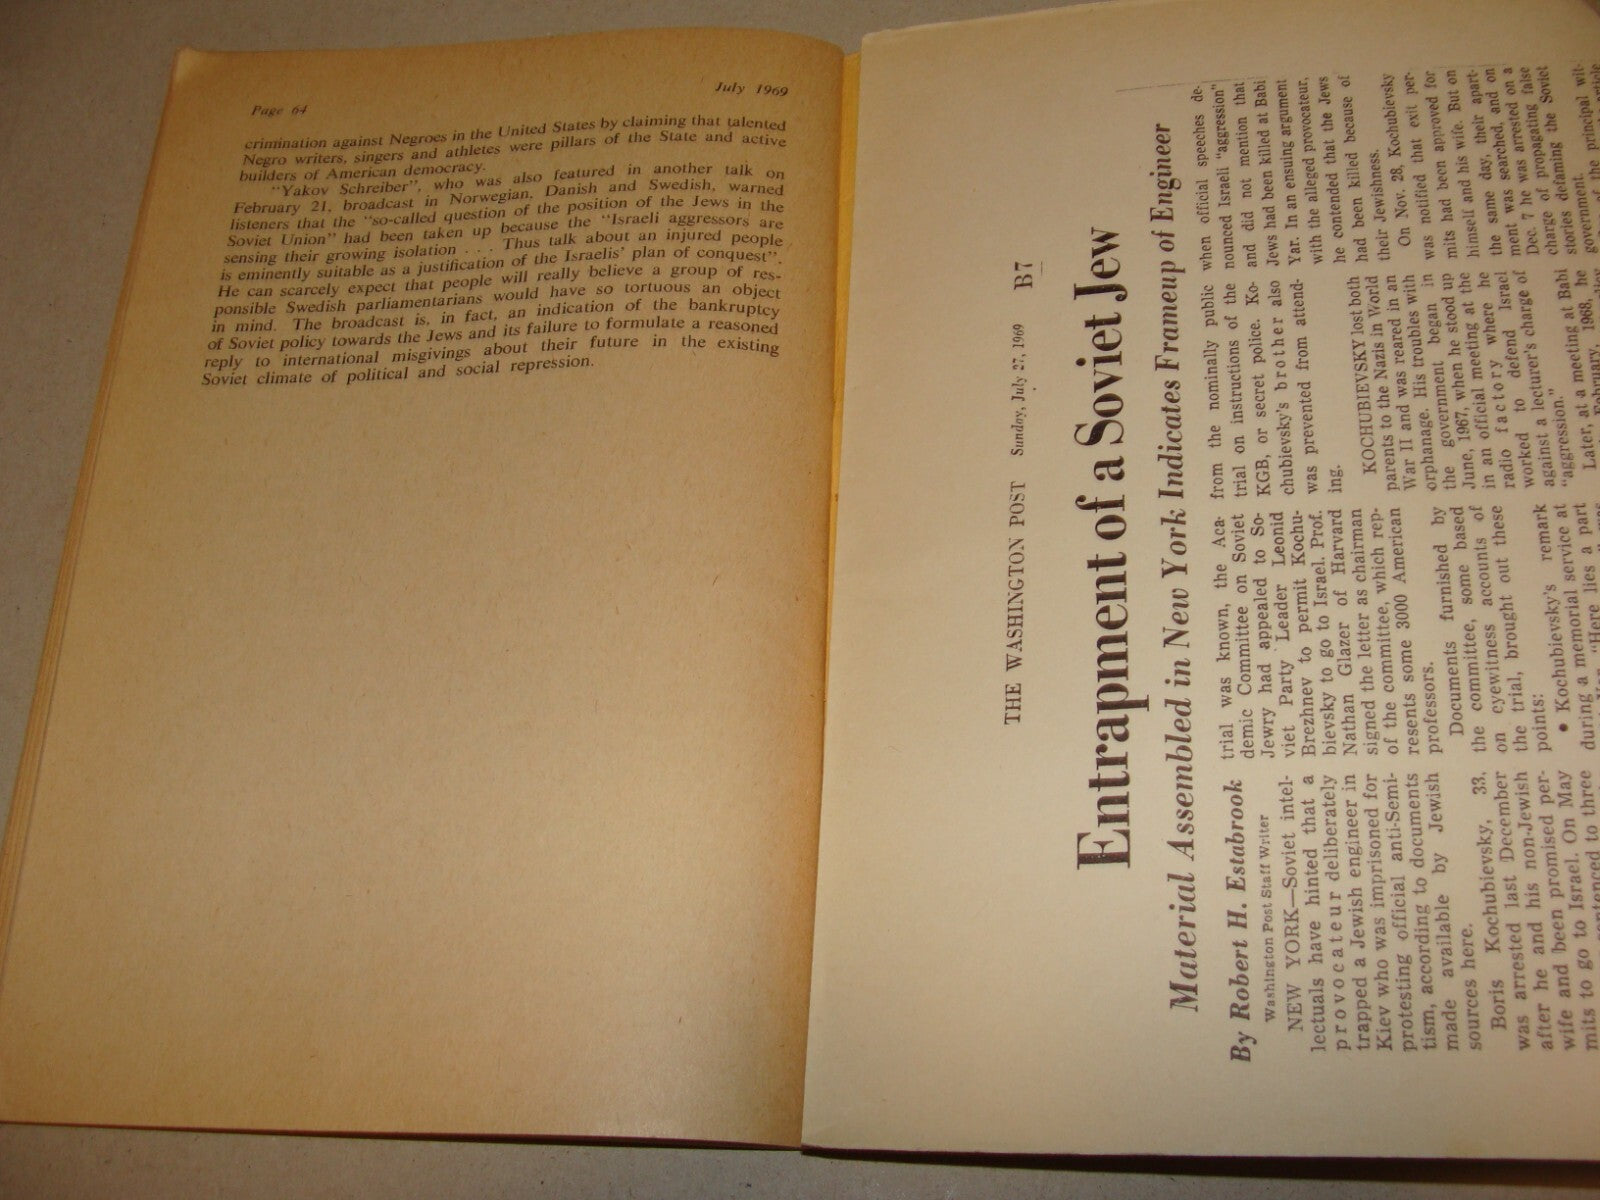 Page 64
July 1969
crimination against Negroes in the United States by claiming that talented
Negro writers, singers and athletes were pillars of the State and active
builders of American democracy.
"Yakov Schreiber", who was also featured in another talk on
February 21, broadcast in Norwegian, Danish and Swedish, warned
listeners that the "so-called question of the position of the Jews in the
Soviet Union" had been taken up because the "Israeli aggressors are
sensing their growing isolation . . . Thus talk about an injured people
is eminently suitable as a justification of the Israelis' plan of conquest".
He can scarcely expect that people will really believe a group of res-
ponsible Swedish parliamentarians would have so tortuous an object
in mind. The broadcast is, in fact, an indication of the bankruptcy
of Soviet policy towards the Jews and its failure to formulate a reasoned
reply to international misgivings about their future in the existing
Soviet climate of political and social repression.
THE WASHINGTON POST Sunday, July 27, 1969 B7
Entrapment of a Soviet Jew
Material Assembled in New York Indicates Frameup of Engineer
By Robert H. Estabrook
Washington Post Staff Writer
NEW YORK—Soviet intel-
lectuals have hinted that a
provocateur deliberately
trapped a Jewish engineer in
Kiev who was imprisoned for
protesting official anti-Semi-
tism, according to documents
made available by Jewish
sources here.
Boris Kochubievsky, 33,
was arrested last December
after he and his non-Jewish
wife and been promised per-
mits to go to Israel. On May
sentenced to three
trial was known, the Aca-
demic Committee on Soviet
Jewry had appealed to So-
viet Party Leader Leonid
Brezhnev to permit Kochu-
bievsky to go to Israel. Prof.
Nathan Glazer of Harvard
signed the letter as chairman
of the committee, which rep-
resents some 3000 American
professors.
Documents furnished by
the committee, some based
on eyewitness accounts of
the trial, brought out these
points:
• Kochubievsky's remark
during a memorial service at
"Here lies a part
from the nominally public
trial on instructions of the
KGB, or secret police. Ko-
chubievsky's brother also
was prevented from attend-
ing.
KOCHUBIEVSKY lost both
parents to the Nazis in World
War II and was reared in an
orphanage. His troubles with
the government began in
June, 1967, when he stood up
in an official meeting at the
radio factory where he
worked to defend Israel
against a lecturer's charge of
"aggression."
Later, at a meeting at Babi
February, 1968, he
when official speeches de-
nounced Israeli "aggression"
and did not mention that
Jews had been killed at Babi
Yar. In an ensuing argument
with the alleged provocateur,
he contended that the Jews
had been killed because of
their Jewishness.
On Nov. 28, Kochubievsky
was notified that exit per-
mits had been approved for
himself and his wife. But on
the same day, their apart-
ment was searched, and on
Dec. 7 he was arrested on a
charge of propagating false
stories defaming the Soviet
government.
of the principal wit-